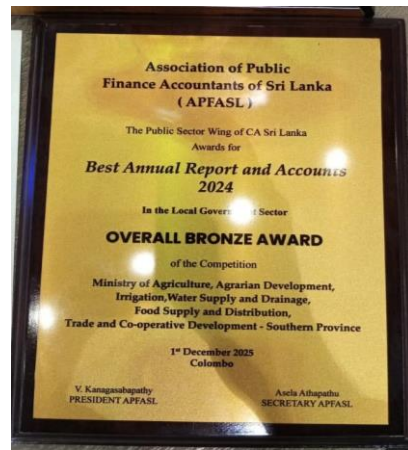 Association of Public
Finance Accountants of Sri Lanka
( APFASL )
The Public Sector Wing of CA Sri Lanka
Awards for
Best Annual Report and Accounts
2024
In the Local Government Sector
OVERALL BRONZE AWARD
of the Competition
Ministry of Agriculture, Agrarian Development,
Irrigation,Water Supply and Drainage,
Food Supply and Distribution,
Trade and Co-operative Development - Southern Province
1st December 2025
Colombo
V. Kanagasabapathy
PRESIDENT APFASL
Asela Athapathu
SECRETARY APFASL